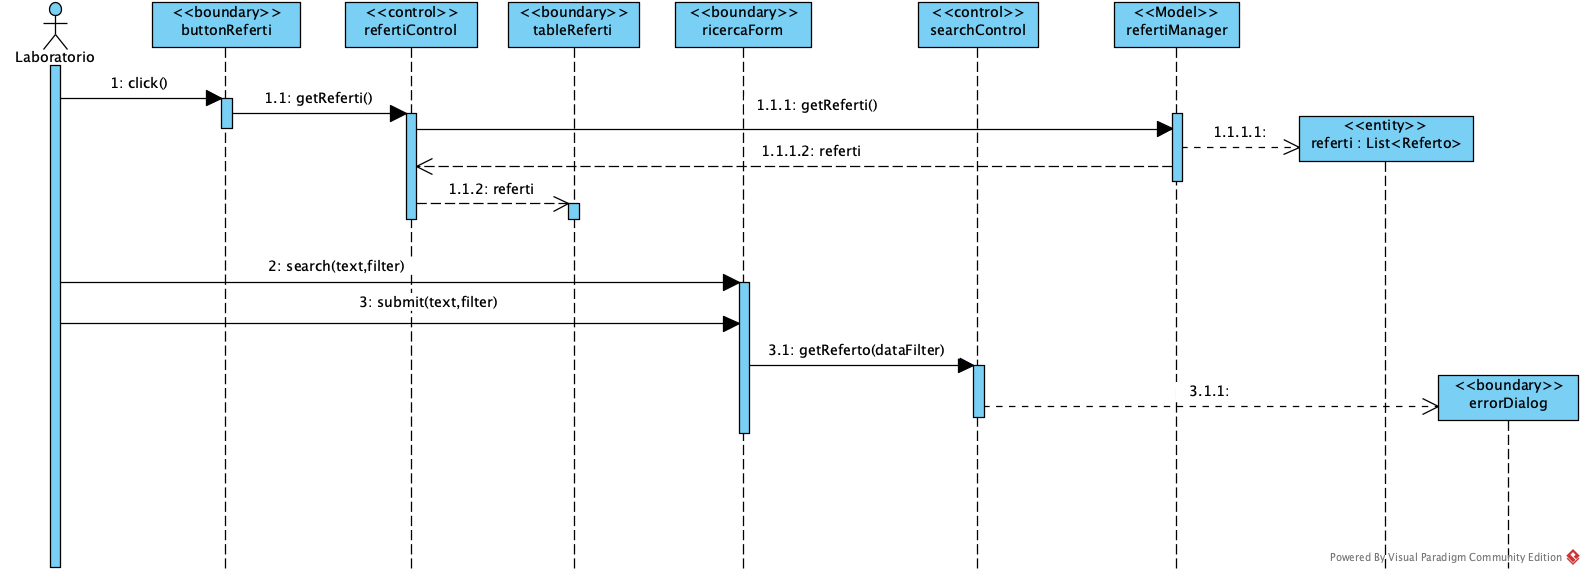 <<boundary>>
buttonReferti
<<control>>
refertiControl
<<boundary>>
tableReferti
<<boundary>>
ricercaForm
<<control>>
searchControl
<<Model>>
refertiManager
Laboratorio
1: click()
1.1: getReferti()
1.1.1: getReferti()
1.1.1.1:
<<entity>>
referti : List<Referto>
1.1.1.2: referti
1.1.2: referti
2: search(text,filter)
3: submit(text,filter)
3.1: getReferto(dataFilter)
3.1.1:
<<boundary>>
errorDialog
Powered By Visual Paradigm Community Edition